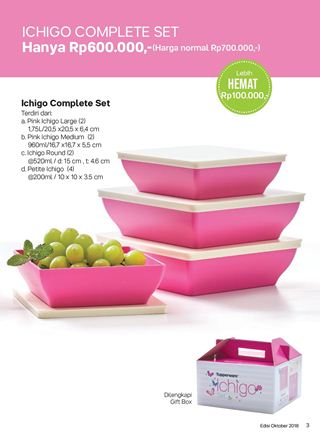 ICHIGO COMPLETE SET
Hanya Rp600.000,-(Harga normal Rp700.000,-)
Lebih
HEMAT
Rp100.000,-
Ichigo Complete Set
Terdiri dari:
a. Pink Ichigo Large (2)
1,75L/20,5 x20,5 x 6,4 cm
b. Pink Ichigo Medium (2)
960ml/16,7 x16,7 x 5,5 cm
c. Ichigo Round (2)
@520ml / d: 15 cm , t: 4.6 cm
d. Petite Ichigo (4)
@200ml / 10 x 10 x 3.5 cm
Tupperware
Ichigo
Dilengkapi
Gift Box
Edisi Oktober 2018 3